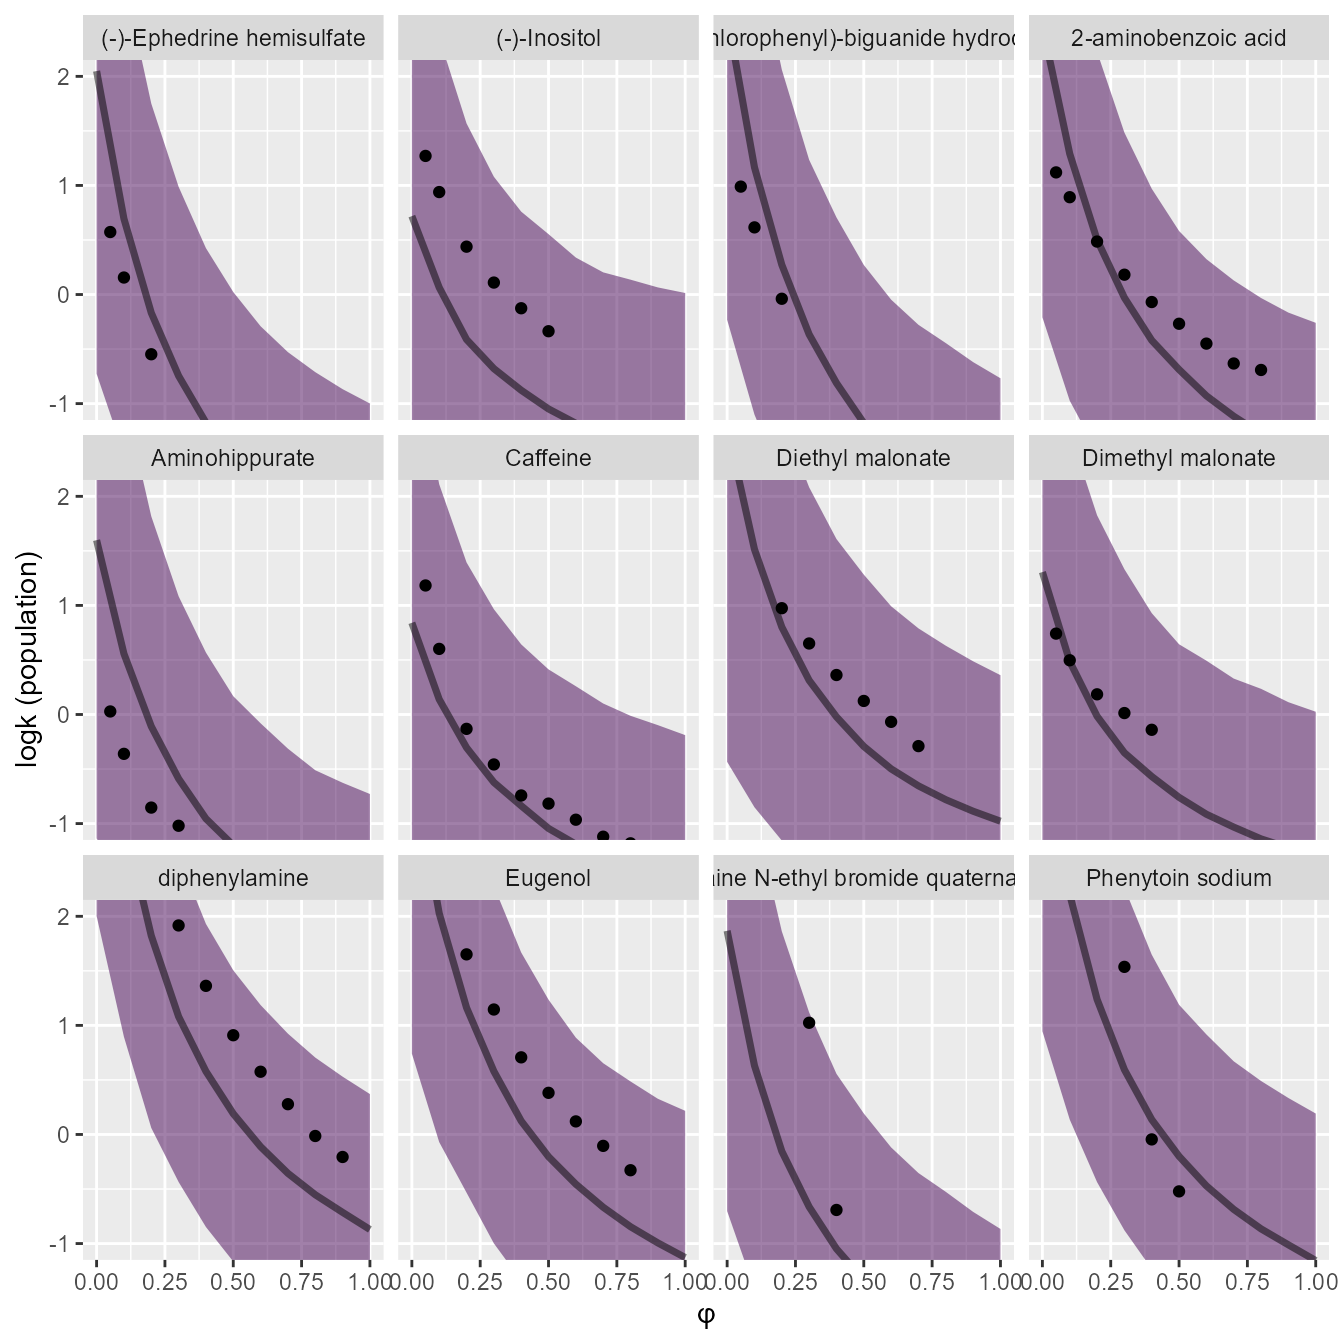 (-)-Ephedrine hemisulfate (-)-Inositol hlorophenyl)-biguanide hydroc 2-aminobenzoic acid
2
1
0
-1
Aminohippurate Caffeine Diethyl malonate Dimethyl malonate
2
1
0
-1
logk (population)
diphenylamine Eugenol ine N-ethyl bromide quaterna Phenytoin sodium
2
1
0
-1
0.00 0.25 0.50 0.75 1.00 0.00 0.25 0.50 0.75 1.00 0.00 0.25 0.50 0.75 1.00 0.00 0.25 0.50 0.75 1.00
φ